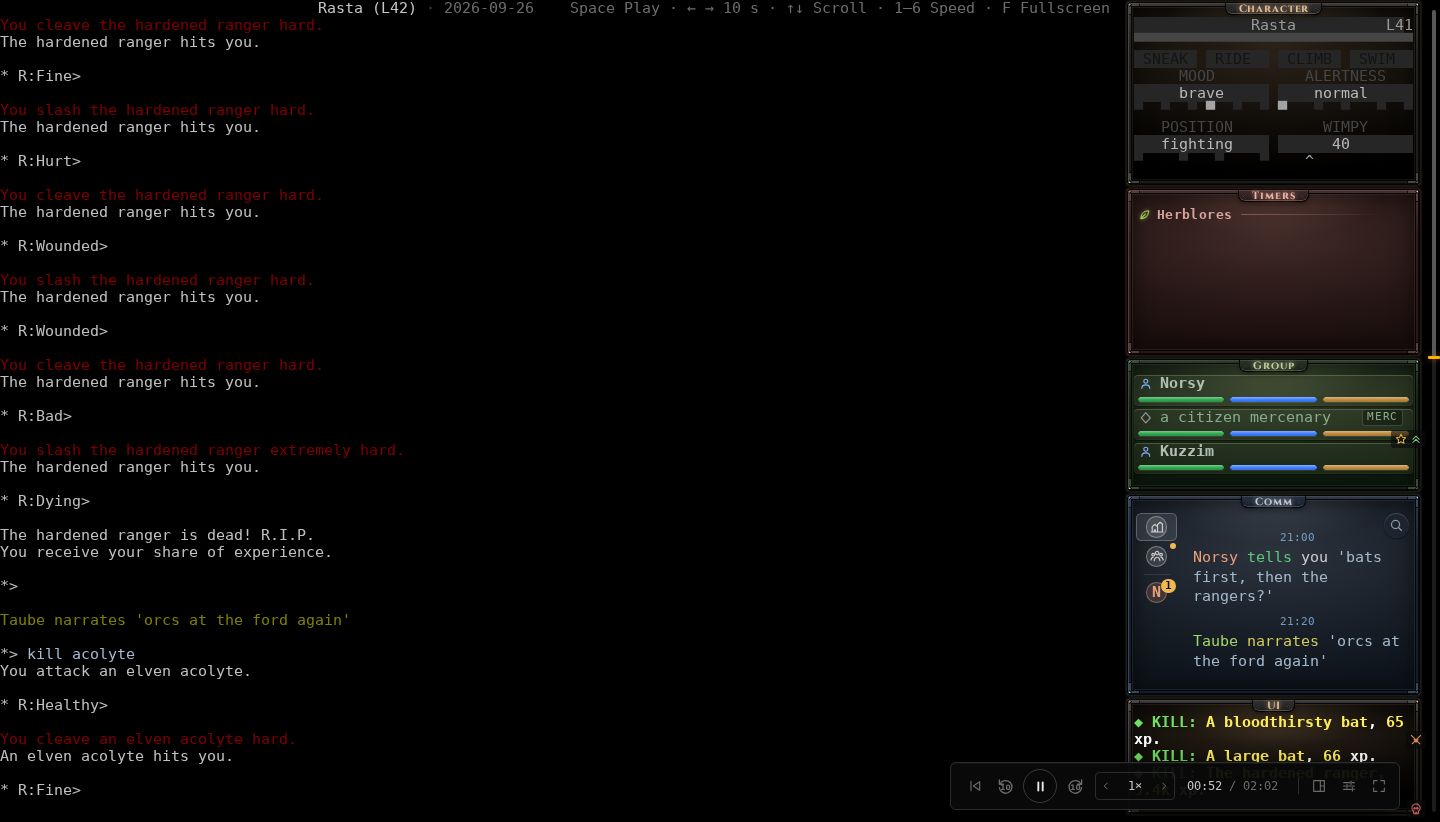 Rasta (L42) · 2026-09-26 Space Play · ← → 10 s · ↑↓ Scroll · 1–6 Speed · F Fullscreen
You cleave the hardened ranger hard.
The hardened ranger hits you.
* R:Fine>
You slash the hardened ranger hard.
The hardened ranger hits you.
* R:Hurt>
You cleave the hardened ranger hard.
The hardened ranger hits you.
* R:Wounded>
You slash the hardened ranger hard.
The hardened ranger hits you.
* R:Wounded>
You cleave the hardened ranger hard.
The hardened ranger hits you.
* R:Bad>
You slash the hardened ranger extremely hard.
The hardened ranger hits you.
* R:Dying>
The hardened ranger is dead! R.I.P.
You receive your share of experience.
*>
Taube narrates 'orcs at the ford again'
*> kill acolyte
You attack an elven acolyte.
* R:Healthy>
You cleave an elven acolyte hard.
An elven acolyte hits you.
* R:Fine>
Character
Rasta L41
SNEAK RIDE CLIMB SWIM
MOOD ALERTNESS
brave normal
POSITION WIMPY
fighting 40
^
Timers
Herblores
Group
Norsy
a citizen mercenary MERC
Kuzzim
Comm
21:00
Norsy tells you 'bats
first, then the
rangers?'
N 1
21:20
Taube narrates 'orcs at
the ford again'
UI
◆ KILL: A bloodthirsty bat, 65
xp.
◆ KILL: A large bat, 66 xp.
KILL: The hardened ranger,
10 10 1× 00:52 / 02:02